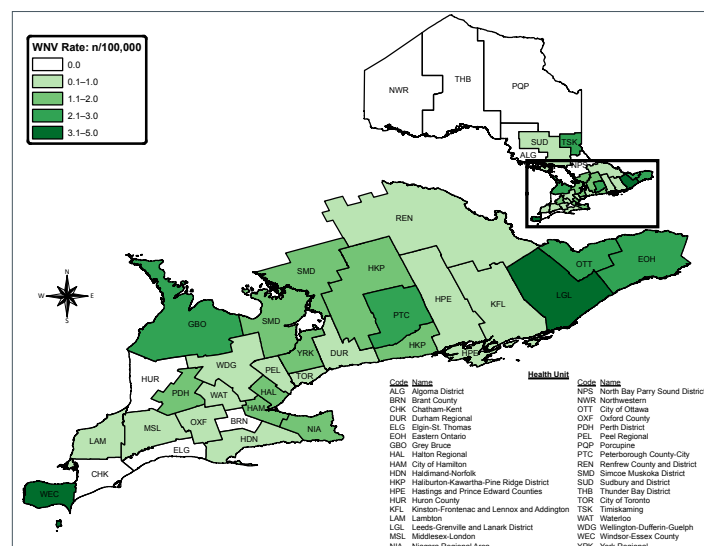 WNV Rate: n/100,000
0.0
0.1–1.0
1.1–2.0
2.1–3.0
3.1–5.0
NWR
THB
PQP
SUD
TSK
ALG
NPS
REN
SMD
HKP
OTT
EOH
N
W E
S
GBO
SMD
PTC
HPE
KFL
LGL
YRK
DUR
HKP
HPE
WDG
PEL
TOR
HUR
PDH
WAT
HAL
HAM
MSL
OXF
BRN
NIA
LAM
ELG
HDN
CHK
WEC
Health Unit
Code Name
ALG Algoma District
BRN Brant County
CHK Chatham-Kent
DUR Durham Regional
ELG Elgin-St. Thomas
EOH Eastern Ontario
GBO Grey Bruce
HAL Halton Regional
HAM City of Hamilton
HDN Haldimand-Norfolk
HKP Haliburton-Kawartha-Pine Ridge District
HPE Hastings and Prince Edward Counties
HUR Huron County
KFL Kinston-Frontenac and Lennox and Addington
LAM Lambton
LGL Leeds-Grenville and Lanark District
MSL Middlesex-London
NIA Niagara Regional Area
Code Name
NPS North Bay Parry Sound District
NWR Northwestern
OTT City of Ottawa
OXF Oxford County
PDH Perth District
PEL Peel Regional
PQP Porcupine
PTC Peterborough County-City
REN Renfrew County and District
SMD Simcoe Muskoka District
SUD Sudbury and District
THB Thunder Bay District
TOR City of Toronto
TSK Timiskaming
WAT Waterloo
WDG Wellington-Dufferin-Guelph
WEC Windsor-Essex County
YRK York Regional